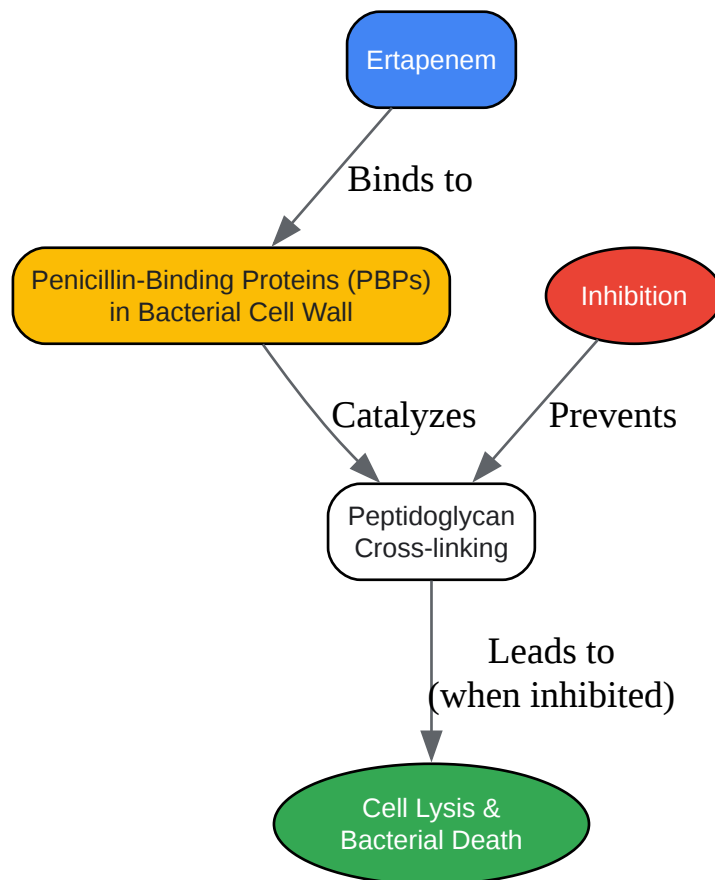 Ertapenem
Binds to
Penicillin-Binding Proteins (PBPs)
in Bacterial Cell Wall
Inhibition
Catalyzes
Prevents
Peptidoglycan
Cross-linking
Leads to
(when inhibited)
Cell Lysis &
Bacterial Death